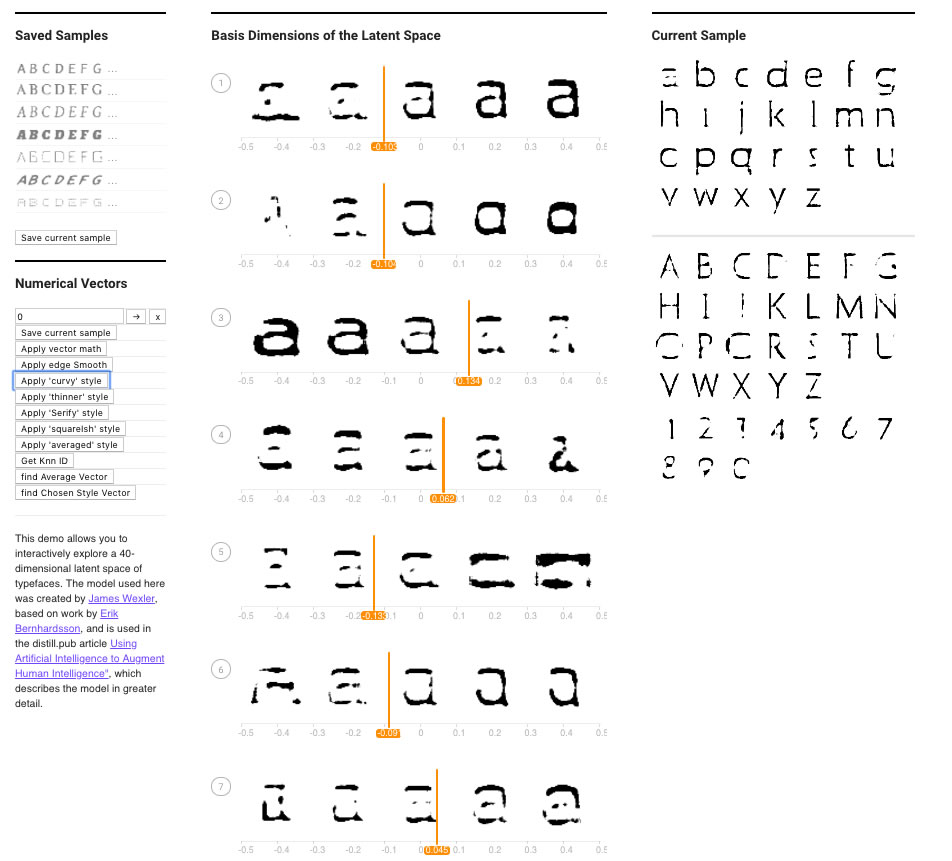 Saved Samples
A B C D E F G ...
A B C D E F G ...
A B C D E F G ...
A B C D E F G ...
A B C D E F G ...
A B C D E F G ...
A B C D E F G ...
Save current sample
Numerical Vectors
0 → x
Save current sample
Apply vector math
Apply edge Smooth
Apply 'curvy' style
Apply 'thinner' style
Apply 'Serify' style
Apply 'squarelsh' style
Apply 'averaged' style
Get Knn ID
find Average Vector
find Chosen Style Vector
This demo allows you to
interactively explore a 40-
dimensional latent space of
typefaces. The model used here
was created by James Wexler,
based on work by Erik
Bernhardsson, and is used in
the distill.pub article Using
Artificial Intelligence to Augment
Human Intelligence", which
describes the model in greater
detail.
Basis Dimensions of the Latent Space
1
a a a a a
-0.5 -0.4 -0.3 -0.2 -0.103 0 0.1 0.2 0.3 0.4 0.5
2
a a a a
-0.5 -0.4 -0.3 -0.2 -0.104 0 0.1 0.2 0.3 0.4 0.5
3
a a a a a
-0.5 -0.4 -0.3 -0.2 -0.1 0 0.134 0.2 0.3 0.4 0.5
4
a a a a a
-0.5 -0.4 -0.3 -0.2 -0.1 0 0.062 0.1 0.2 0.3 0.4 0.5
5
a a a
-0.5 -0.4 -0.3 -0.2 -0.1 0 0.1 0.2 0.3 0.4 0.5
6
a a a a a
-0.5 -0.4 -0.3 -0.2 -0.091 0 0.1 0.2 0.3 0.4 0.5
7
a a a a a
-0.5 -0.4 -0.3 -0.2 -0.1 0 0.045 0.1 0.2 0.3 0.4 0.5
Current Sample
a b c d e f g
h i j k l m n
c p q r s t u
v w x y z
A B C D E F G
H I ! K L M N
C P C R S T U
V W X Y Z
1 2 3 4 5 6 7
8 9 0